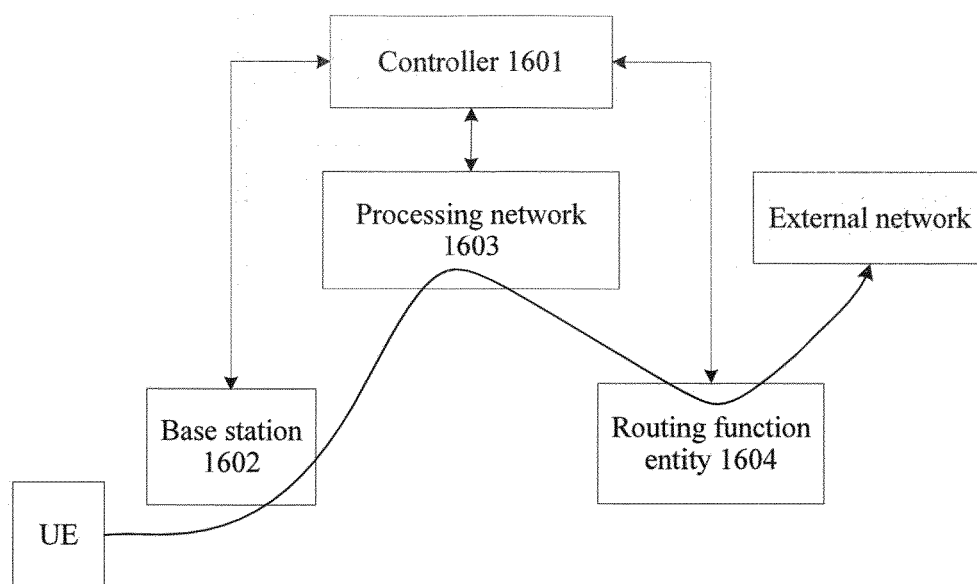 Controller 1601
Processing network
1603
External network
Base station
1602
Routing function
entity 1604
UE